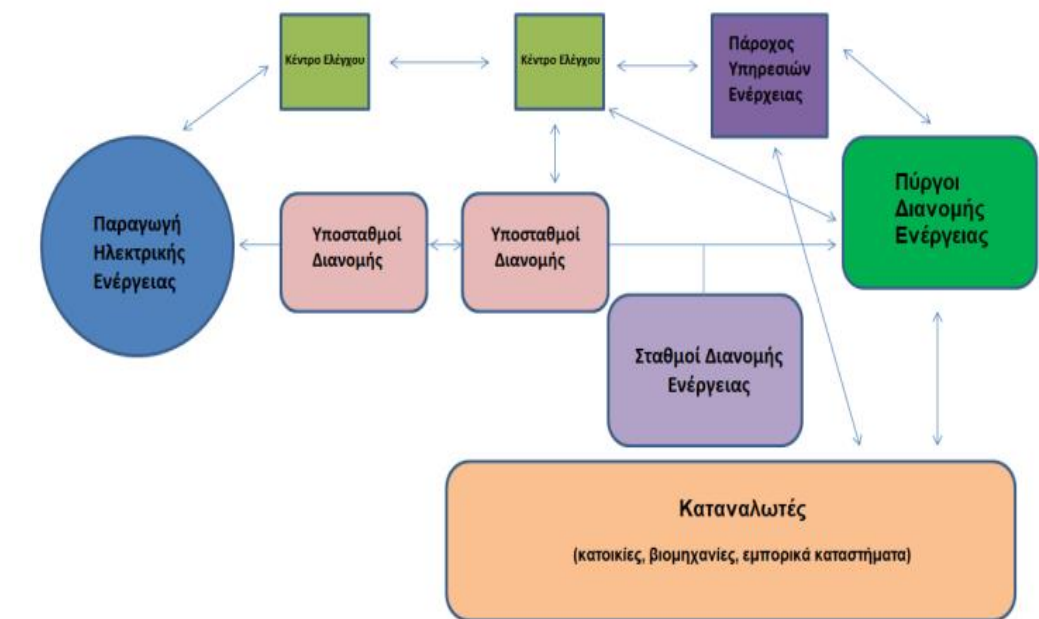 Κέντρο Ελέγχου
Κέντρο Ελέγχου
Πάροχος
Υπηρεσιών
Ενέρχειας
Παραγωγή
Ηλεκτρικής
Ενέργειας
Υποσταθμοί
Διανομής
Υποσταθμοί
Διανομής
Πύργοι
Διανομής
Ενέργειας
Σταθμοί Διανομής
Ενέργειας
Καταναλωτές
(κατοικίες, βιομηχανίες, εμπορικά καταστήματα)